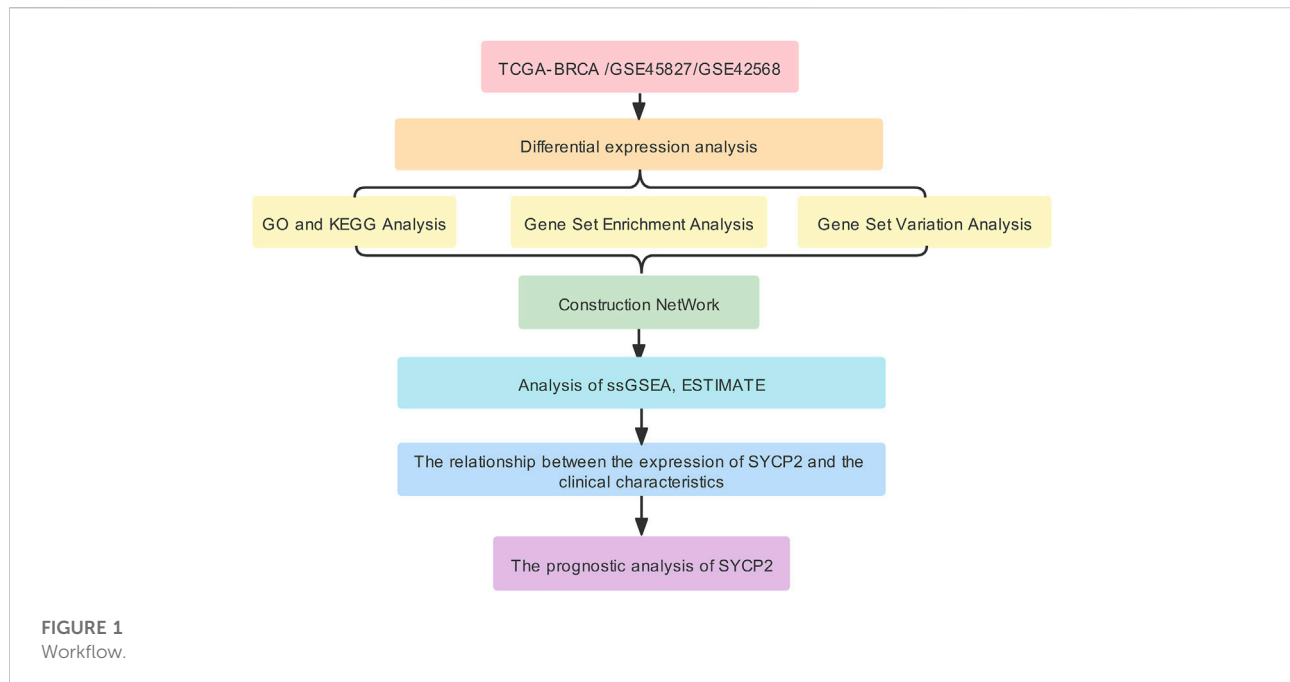 TCGA-BRCA /GSE45827/GSE42568
Differential expression analysis
GO and KEGG Analysis
Gene Set Enrichment Analysis
Gene Set Variation Analysis
Construction NetWork
Analysis of ssGSEA, ESTIMATE
The relationship between the expression of SYCP2 and the
clinical characteristics
The prognostic analysis of SYCP2
FIGURE 1
Workflow.